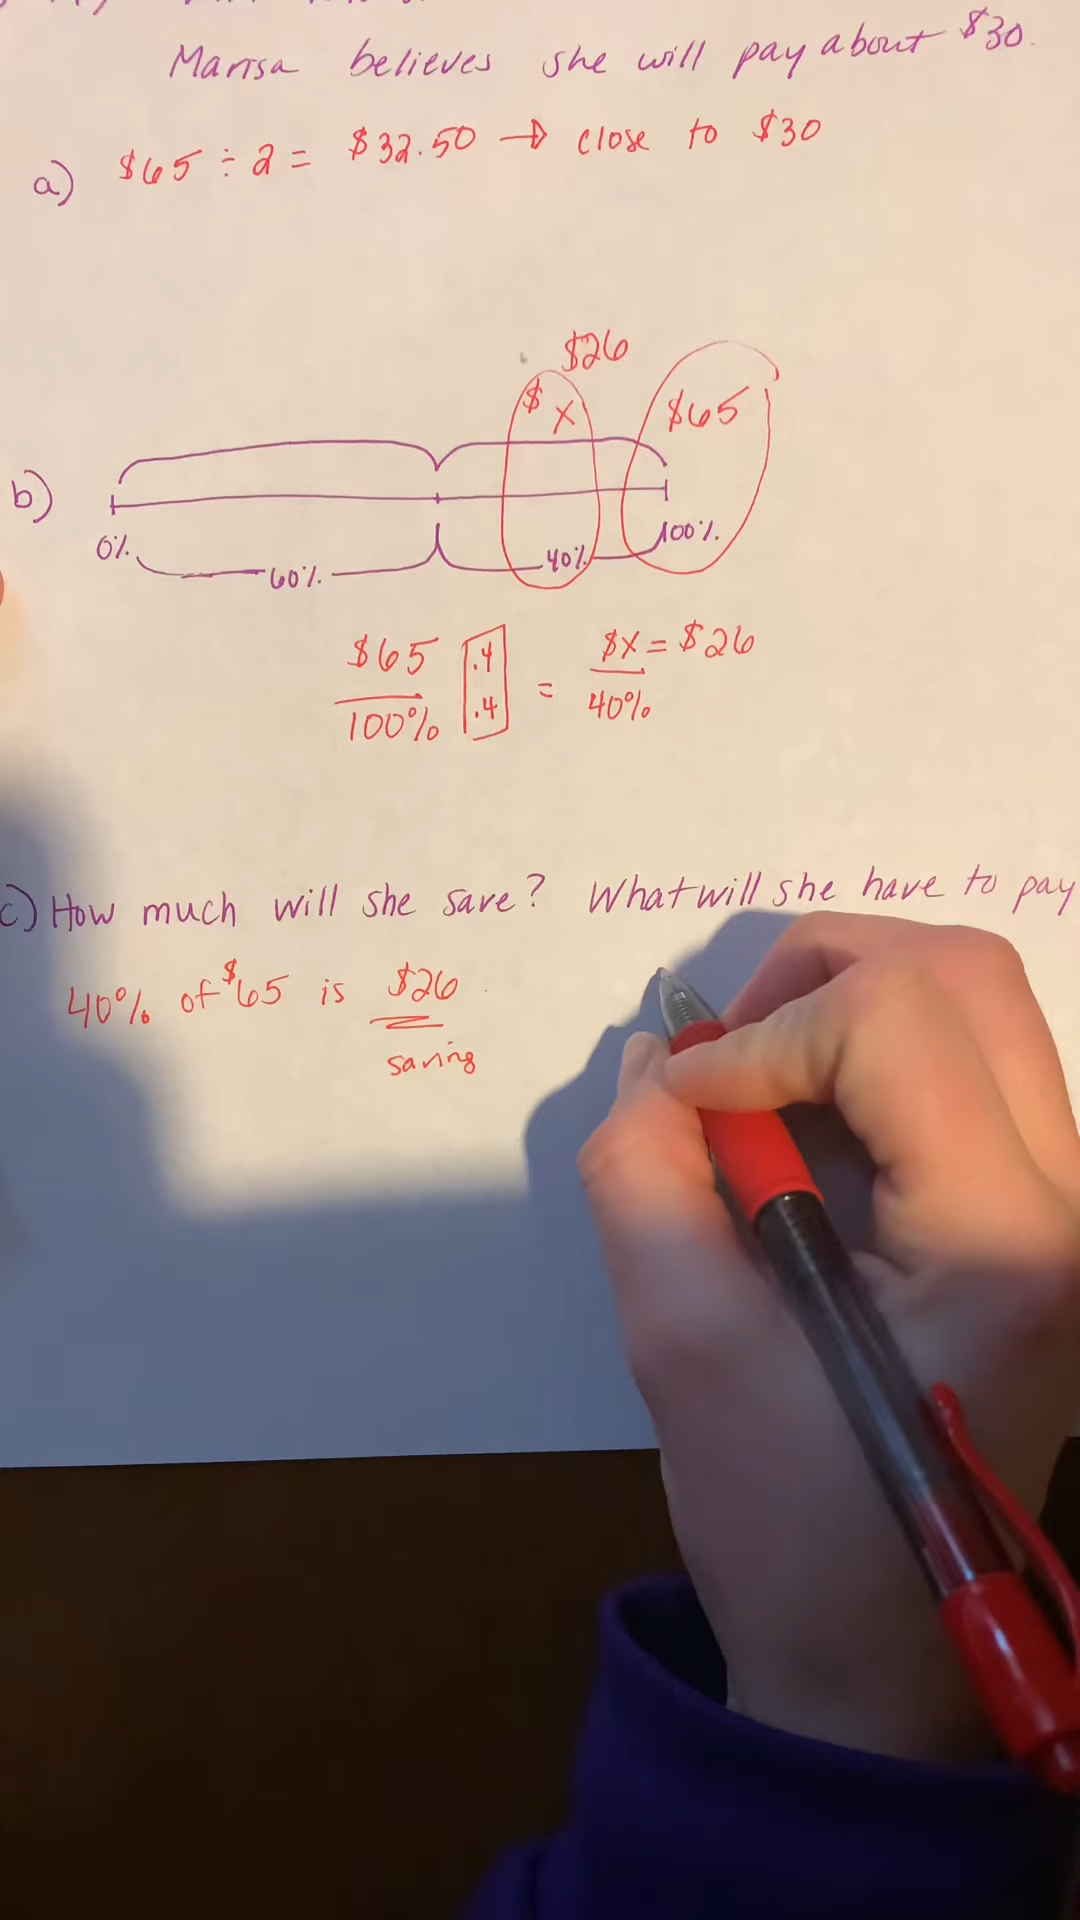 Marisa believes she will pay about $30.
a) $65 ÷ 2 = $32.50 → close to $30
$26
$ X $65
b)
0% 60% 40% 100%
$65 .4 = $X = $26
100% .4 40%
c) How much will she save? What will she have to pay
40% of $65 is $26
saving